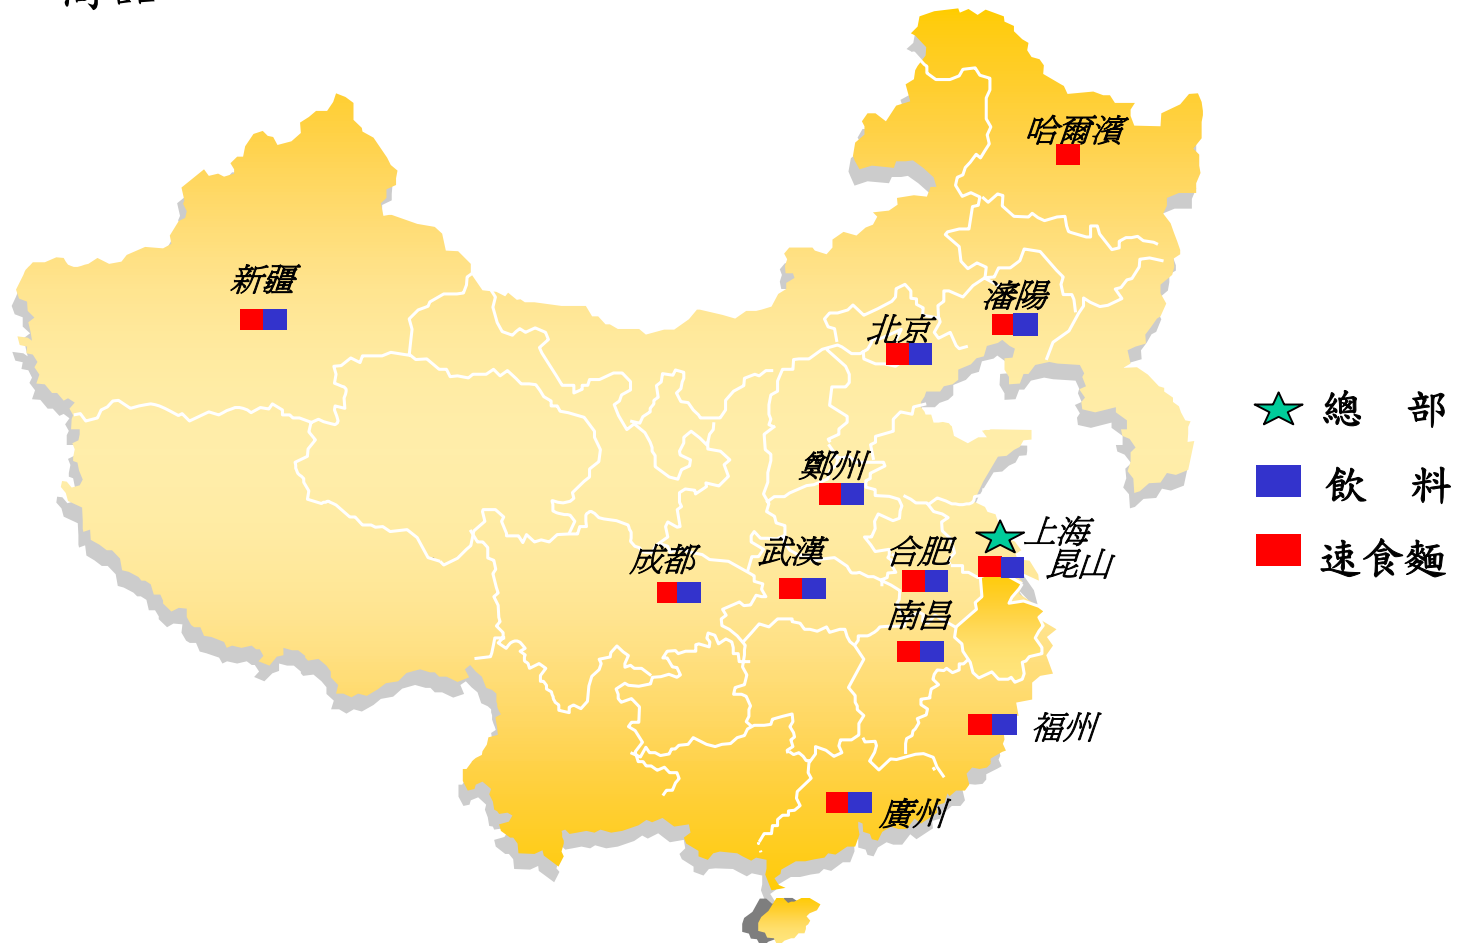 哈爾濱
新疆
瀋陽
北京
鄭州
總 部
飲 料
速食麵
上海
昆山
成都
武漢
合肥
南昌
福州
廣州